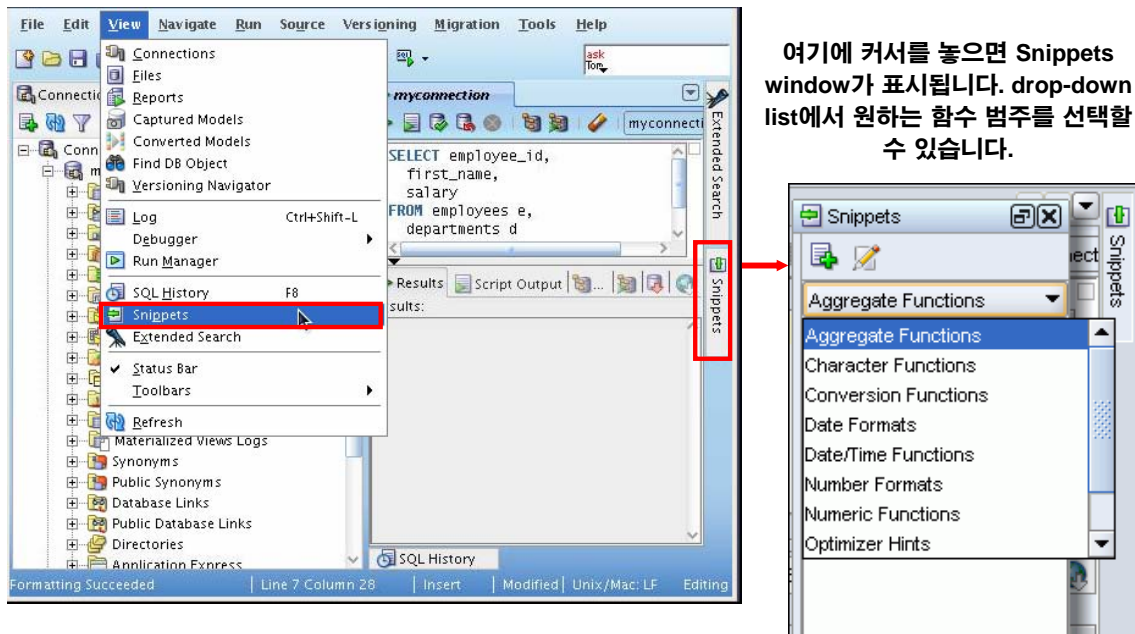 File Edit View Navigate Run Source Versioning Migration Tools Help
Connections
Files
Reports
Captured Models
Converted Models
Find DB Object
Versioning Navigator
Log Ctrl+Shift-L
Debugger
Run Manager
SQL History F8
Snippets
Extended Search
Status Bar
Toolbars
Refresh
ask
Tom
Conn
myconnection
SELECT employee_id,
first_name,
salary
FROM employees e,
departments d
Results Script Output ...
Extended Search
Snippets
Materialized Views Logs
Synonyms
Public Synonyms
Database Links
Public Database Links
Directories
Application Express
SQL History
Formatting Succeeded Line 7 Column 28 Insert Modified Unix/Mac: LF Editing
여기에 커서를 놓으면 Snippets
window가 표시됩니다. drop-down
list에서 원하는 함수 범주를 선택할
수 있습니다.
Snippets
Aggregate Functions
Aggregate Functions
Character Functions
Conversion Functions
Date Formats
Date/Time Functions
Number Formats
Numeric Functions
Optimizer Hints
Snippets